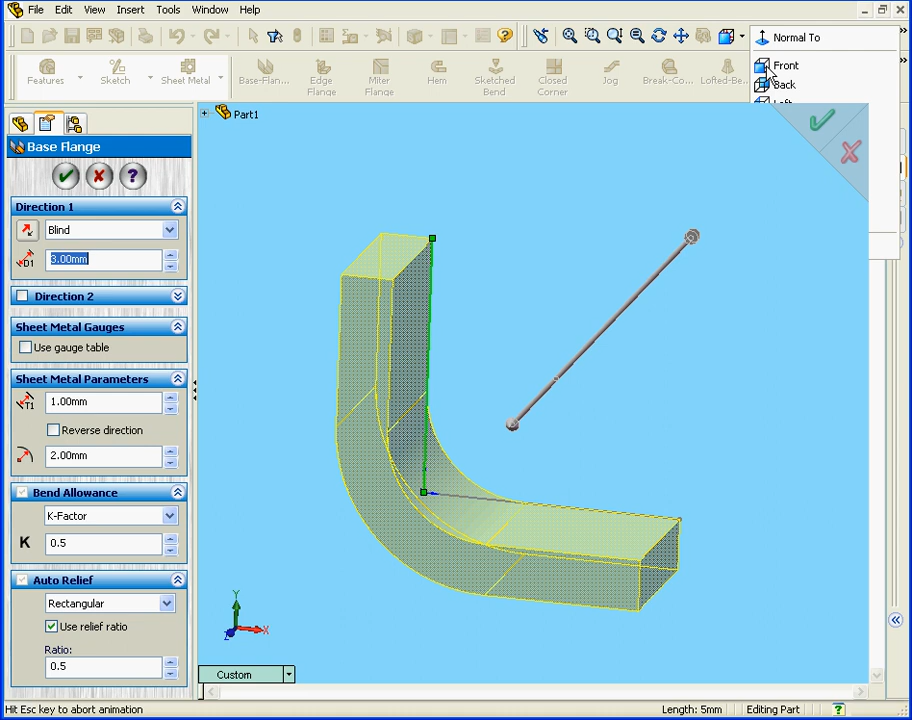 File Edit View Insert Tools Window Help
Normal To
Front
Back
Left
Features Sketch Sheet Metal Base-Flan... Edge Flange Miter Flange Hem Sketched Bend Closed Corner Jog Break-Co... Lofted-Be...
Part1
Base Flange
Direction 1
Blind
D1 3.00mm
Direction 2
Sheet Metal Gauges
Use gauge table
Sheet Metal Parameters
T1 1.00mm
Reverse direction
2.00mm
Bend Allowance
K-Factor
K 0.5
Auto Relief
Rectangular
Use relief ratio
Ratio:
0.5
Y
X
Z
Custom
Hit Esc key to abort animation Length: 5mm Editing Part